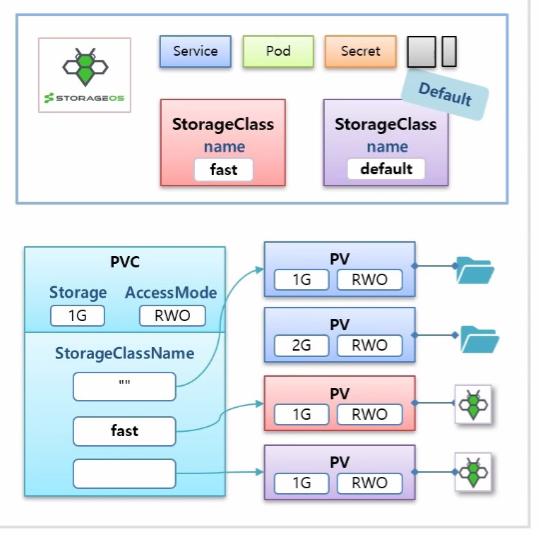 Service
Pod
Secret
STORAGEOS
Default
StorageClass
name
fast
StorageClass
name
default
PVC
Storage AccessMode
1G RWO
StorageClassName
""
fast
PV
1G RWO
PV
2G RWO
PV
1G RWO
PV
1G RWO